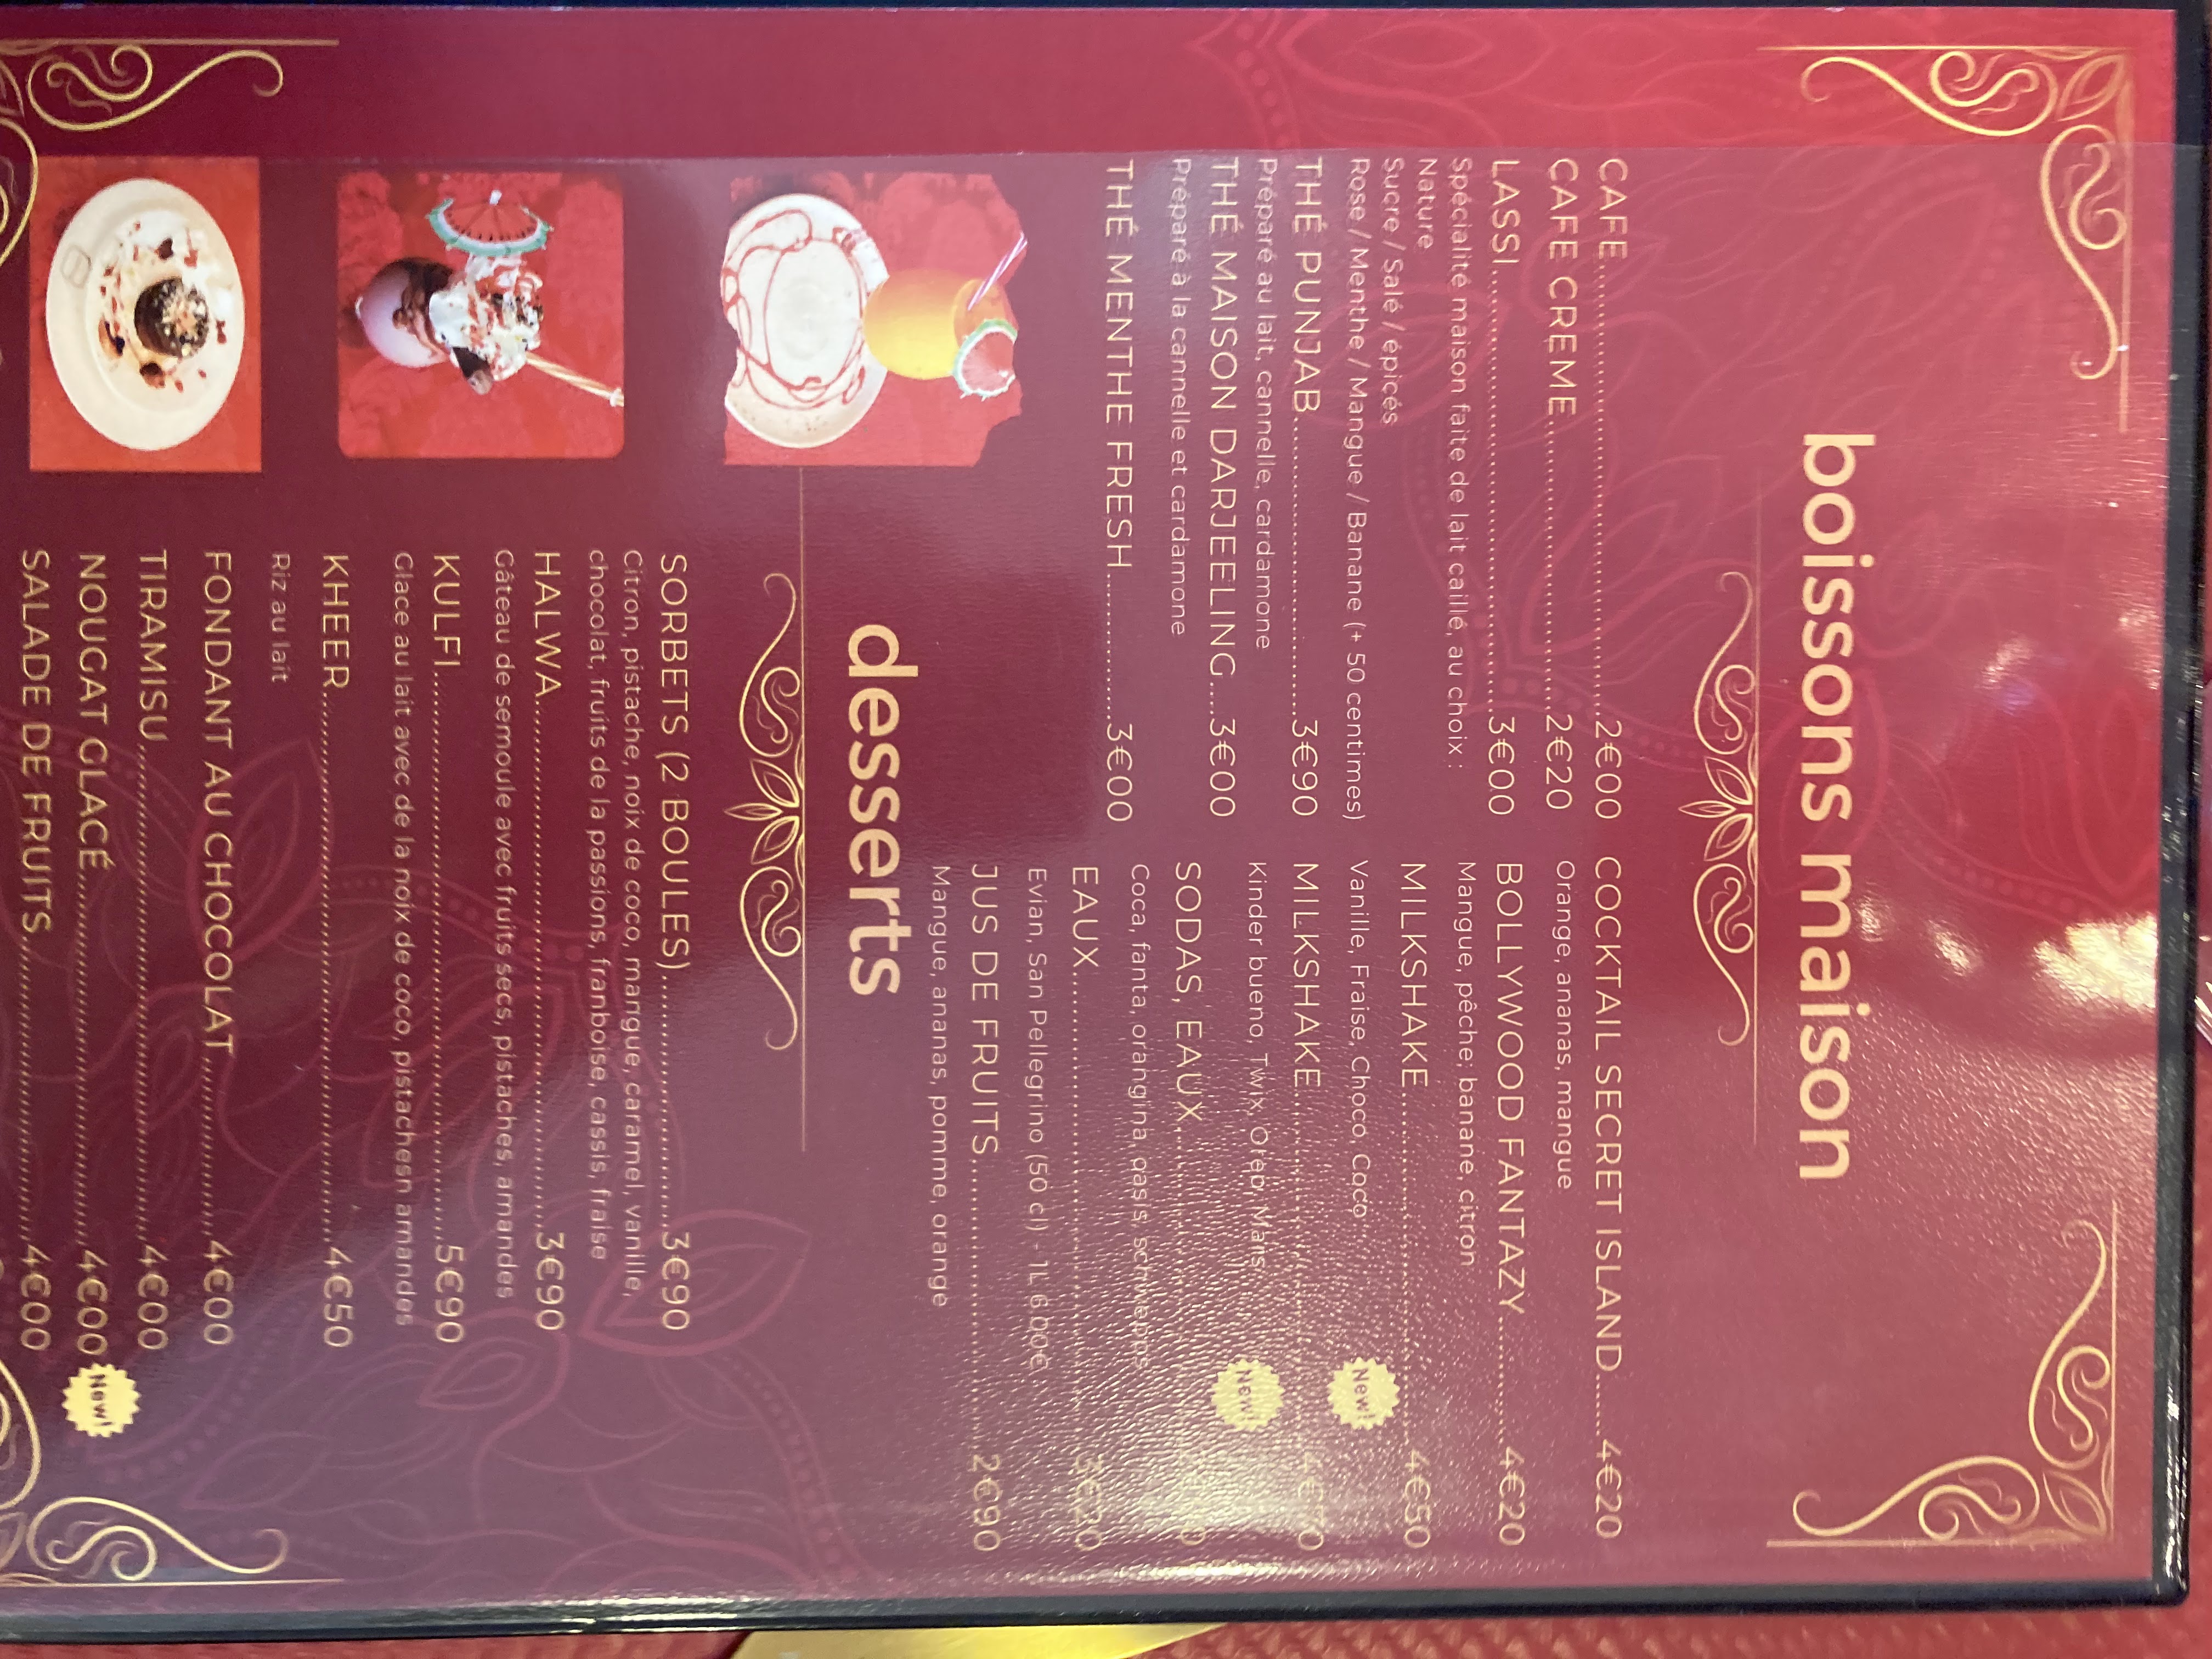 boissons maison
CAFE..........2€00
CAFE CREME..........2€20
LASSI..........3€00
Spécialité maison faite de lait caillé, au choix :
Nature
Sucre / Salé / épicés
Rose / Menthe / Mangue / Banane (+ 50 centimes)
THÉ PUNJAB..........3€90
Préparé au lait, cannelle, cardamone
THÉ MAISON DARJEELING....3€00
Préparé à la cannelle et cardamone
THÉ MENTHE FRESH..........3€00
COCKTAIL SECRET ISLAND......4€20
Orange, ananas, mangue
BOLLYWOOD FANTAZY..........4€20
Mangue, pêche, banane, citron
MILKSHAKE..........4€50
Vanille, Fraise, Choco, Coco
New!
MILKSHAKE..........
Kinder bueno, Twix, Oreo, Mars
New!
SODAS, EAUX..........
Coca, fanta, orangina, oasis, schweppes
EAUX..........3€20
Evian, San Pellegrino (50 cl) - 1L 6.00€
JUS DE FRUITS..........2€90
Mangue, ananas, pomme, orange
desserts
SORBETS (2 BOULES)..........3€90
Citron, pistache, noix de coco, mangue, caramel, vanille,
chocolat, fruits de la passions, franboise, cassis, fraise
HALWA..........3€90
Gâteau de semoule avec fruits secs, pistaches, amandes
KULFI..........5€90
Glace au lait avec de la noix de coco, pistachesn amandes
KHEER..........4€50
Riz au lait
FONDANT AU CHOCOLAT..........4€00
TIRAMISU..........4€00
NOUGAT GLACÉ..........4€00
New!
SALADE DE FRUITS..........4€00